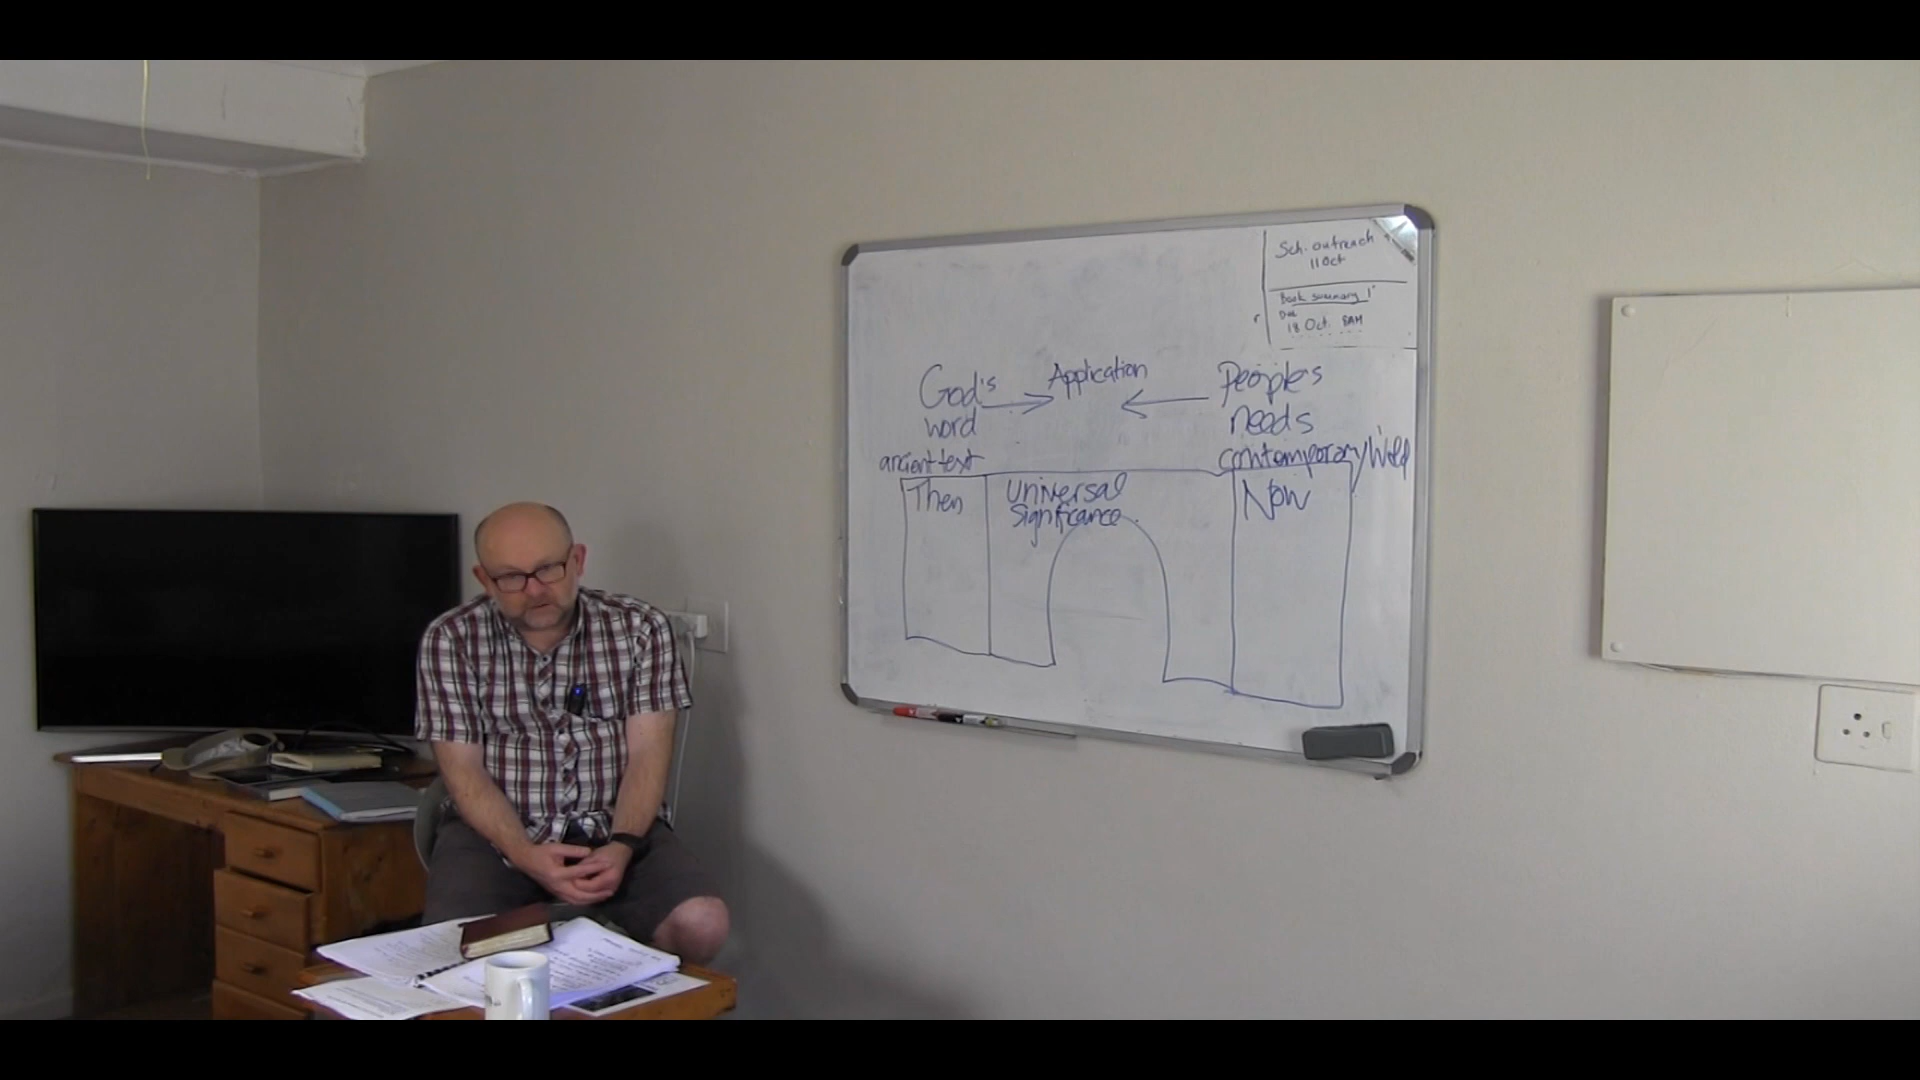 Sch. outreach
11 Oct
Book summary 1
Due
18 Oct 8AM
God's
word
Application
People's
needs
ancient text
contemporary World
Then
Universal
Significance
Now